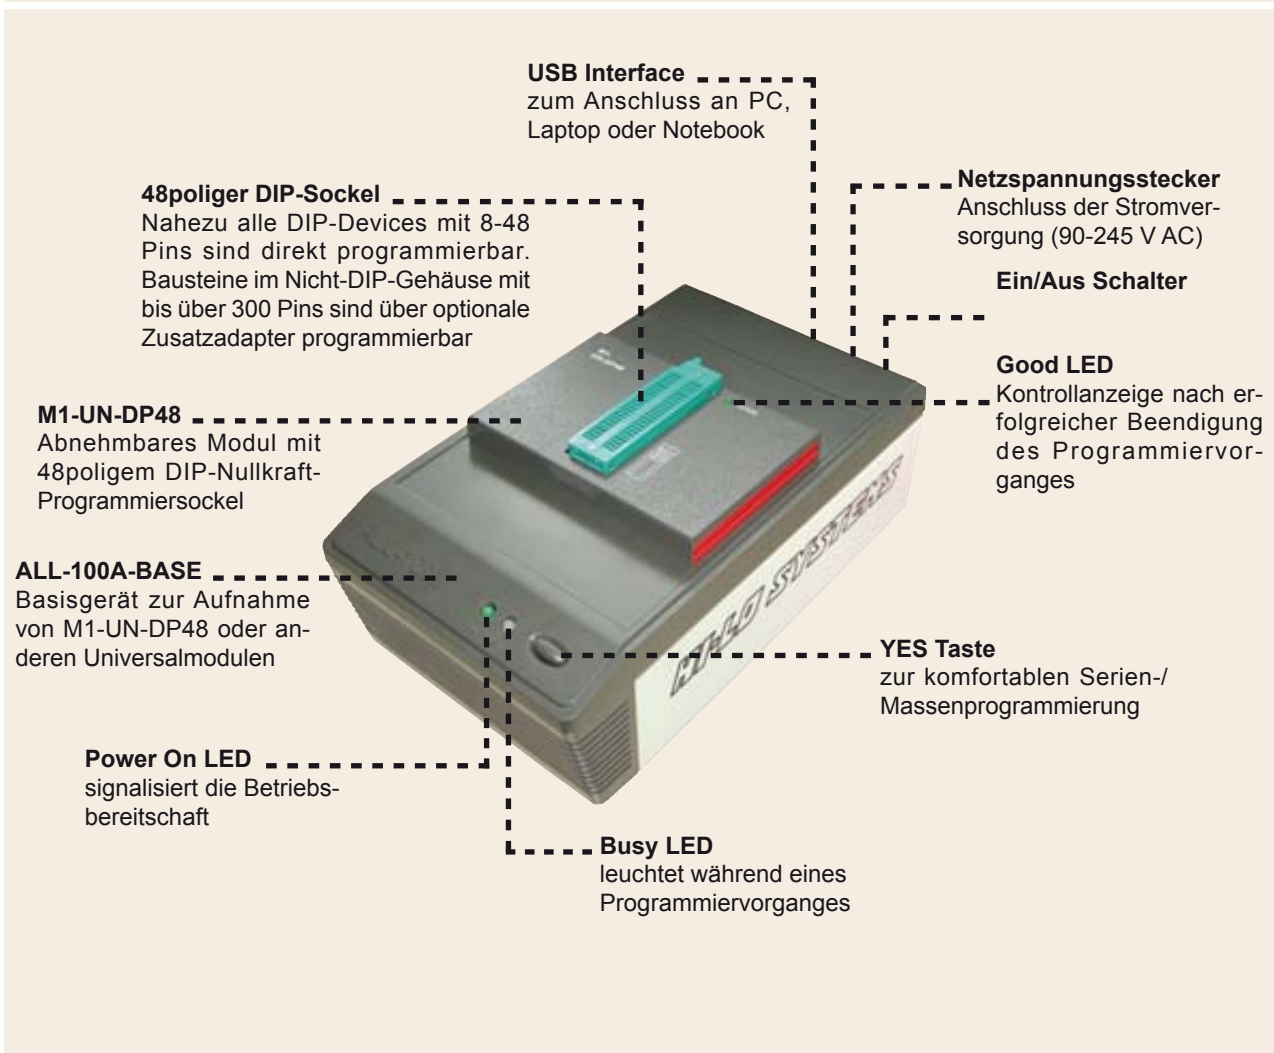 USB Interface
zum Anschluss an PC,
Laptop oder Notebook
48poliger DIP-Sockel
Nahezu alle DIP-Devices mit 8-48
Pins sind direkt programmierbar.
Bausteine im Nicht-DIP-Gehäuse mit
bis über 300 Pins sind über optionale
Zusatzadapter programmierbar
Netzspannungsstecker
Anschluss der Stromver-
sorgung (90-245 V AC)
Ein/Aus Schalter
Good LED
Kontrollanzeige nach er-
folgreicher Beendigung
des Programmiervor-
ganges
M1-UN-DP48
Abnehmbares Modul mit
48poligem DIP-Nullkraft-
Programmiersockel
ALL-100A-BASE
Basisgerät zur Aufnahme
von M1-UN-DP48 oder an-
deren Universalmodulen
HI-LO SYSTEMS
YES Taste
zur komfortablen Serien-/
Massenprogrammierung
Power On LED
signalisiert die Betriebs-
bereitschaft
Busy LED
leuchtet während eines
Programmiervorganges